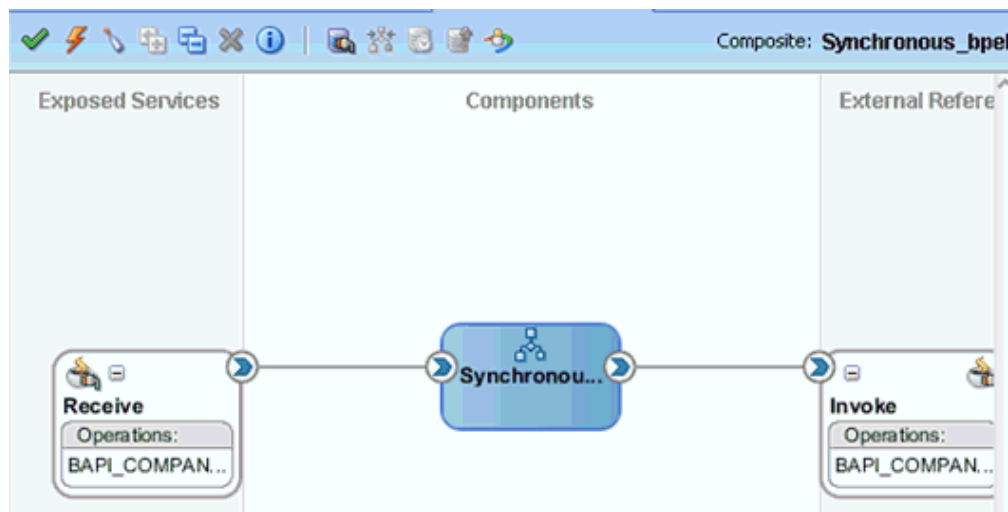 Composite: Synchronous_bpel
Exposed Services
Components
External Refere
Synchronou...
Receive
Operations:
BAPI_COMPAN...
Invoke
Operations:
BAPI_COMPAN...